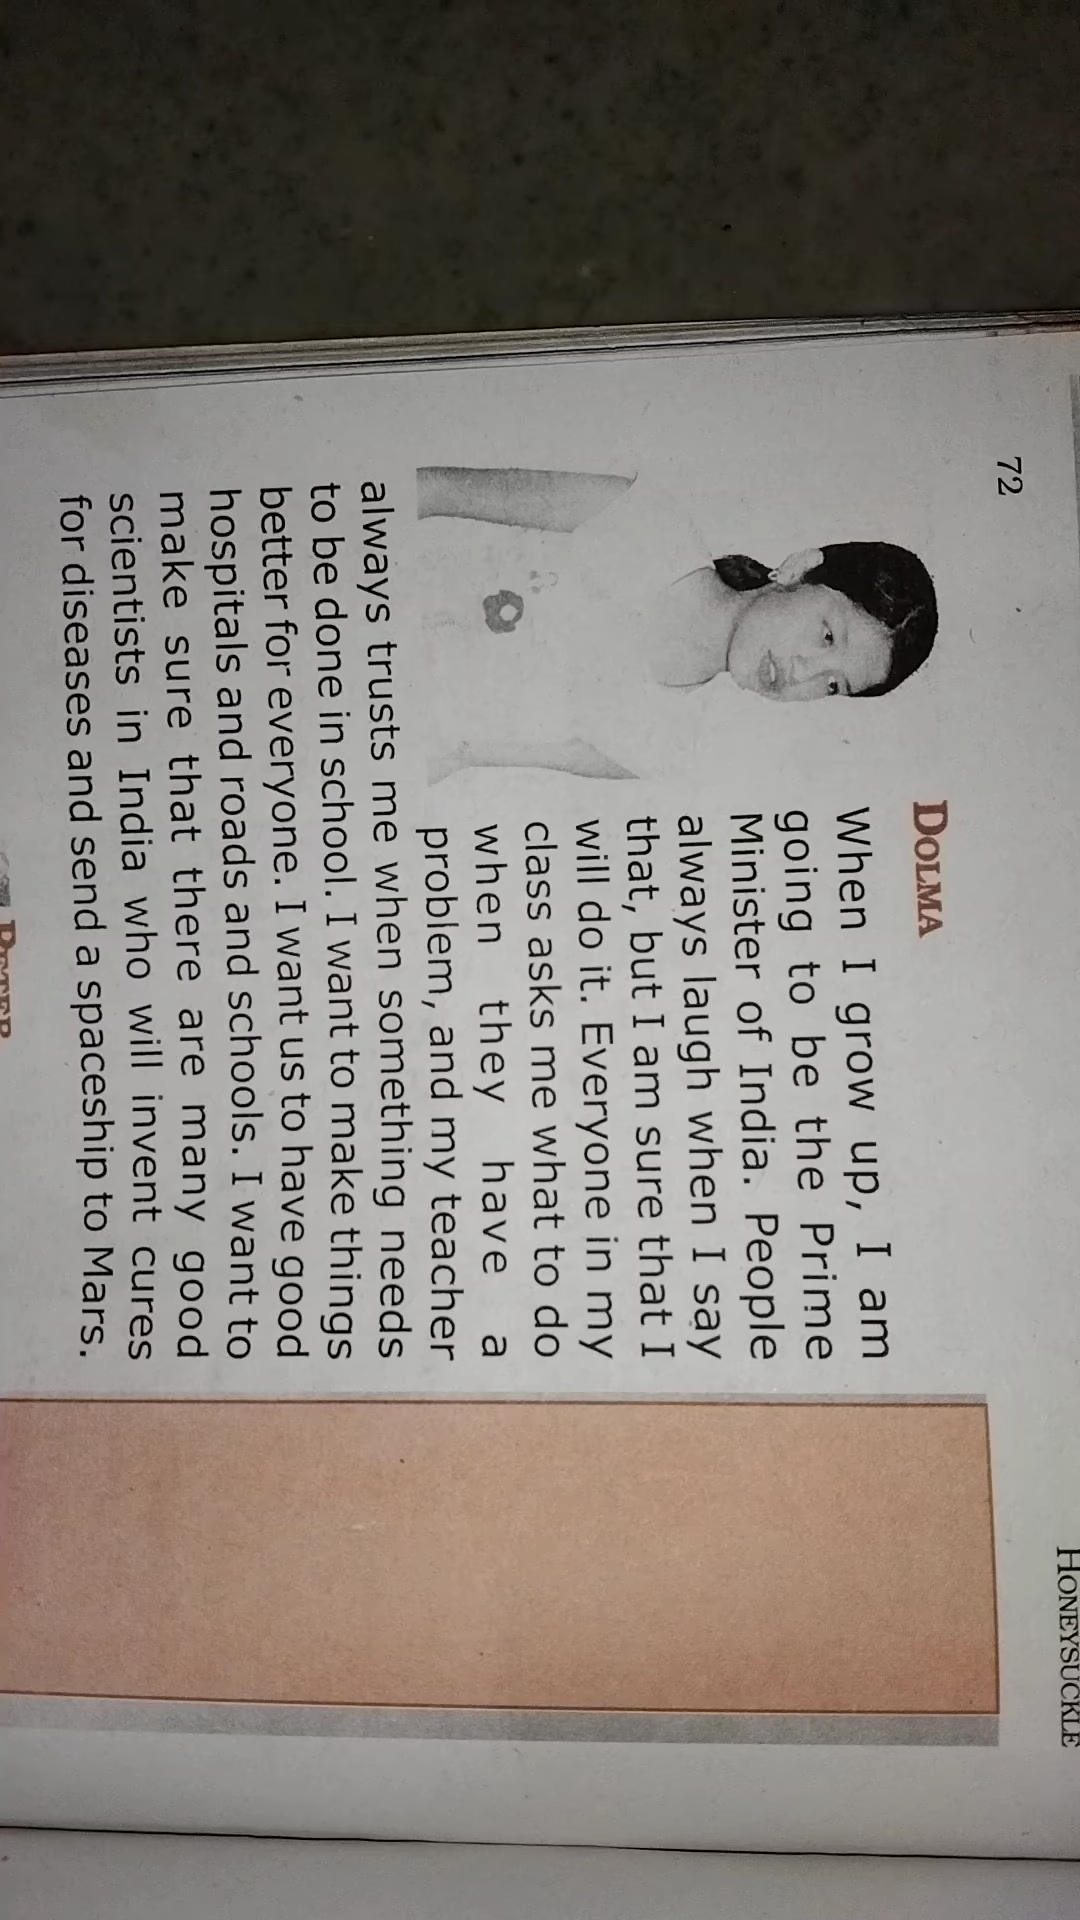 72
HONEYSUCKLE
DOLMA
When I grow up, I am
going to be the Prime
Minister of India. People
always laugh when I say
that, but I am sure that I
will do it. Everyone in my
class asks me what to do
when they have a
problem, and my teacher
always trusts me when something needs
to be done in school. I want to make things
better for everyone. I want us to have good
hospitals and roads and schools. I want to
make sure that there are many good
scientists in India who will invent cures
for diseases and send a spaceship to Mars.
PETER